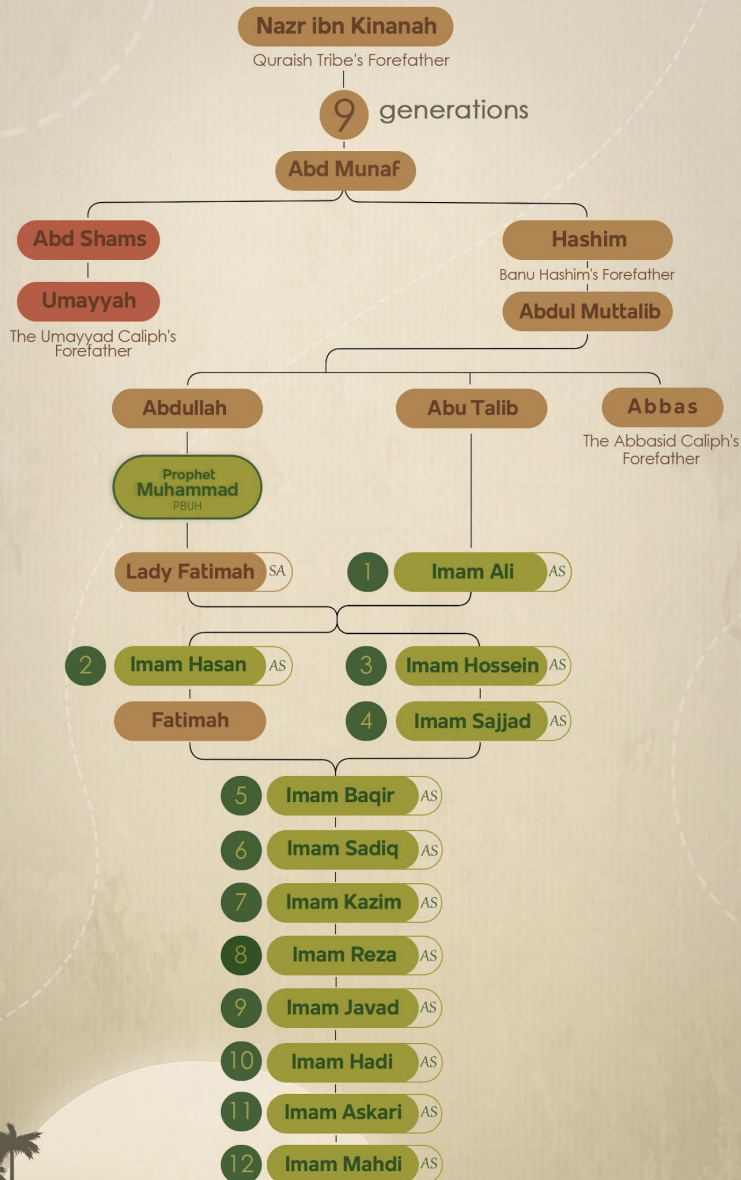 Nazr ibn Kinanah
Quraish Tribe's Forefather
9 generations
Abd Munaf
Abd Shams
Hashim
Banu Hashim's Forefather
Umayyah
Abdul Muttalib
The Umayyad Caliph's
Forefather
Abdullah
Abu Talib
Abbas
The Abbasid Caliph's
Forefather
Prophet
Muhammad
PBUH
Lady Fatimah SA
1 Imam Ali AS
2 Imam Hasan AS
3 Imam Hossein AS
Fatimah
4 Imam Sajjad AS
5 Imam Baqir AS
6 Imam Sadiq AS
7 Imam Kazim AS
8 Imam Reza AS
9 Imam Javad AS
10 Imam Hadi AS
11 Imam Askari AS
12 Imam Mahdi AS